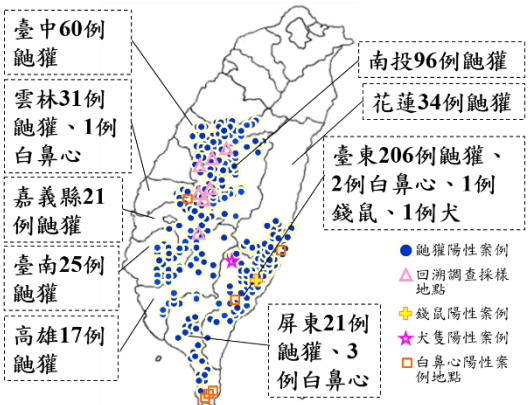 臺中60例
鼬獾
雲林31例
鼬獾、1例
白鼻心
嘉義縣21
例鼬獾
臺南25例
鼬獾
高雄17例
鼬獾
南投96例鼬獾
花蓮34例鼬獾
臺東206例鼬獾、
2例白鼻心、1例
錢鼠、1例犬
屏東21例
鼬獾、3
例白鼻心
鼬獾陽性案例
回溯調查採樣
地點
錢鼠陽性案例
犬隻陽性案例
白鼻心陽性案
例地點